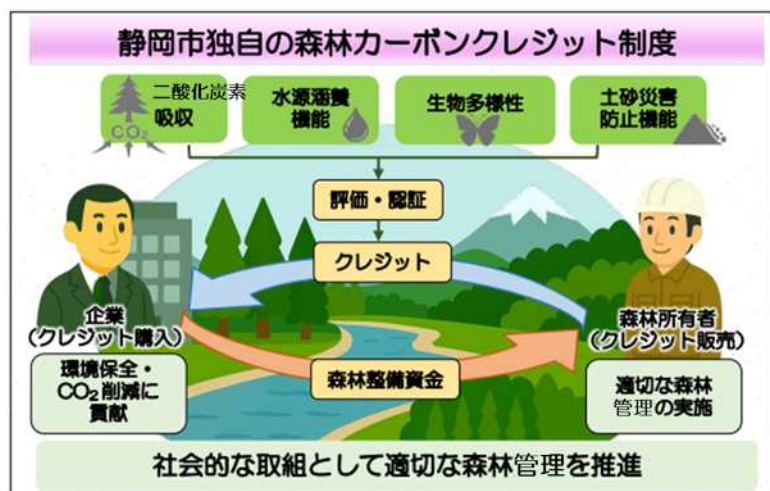 静岡市独自の森林カーボンクレジット制度
二酸化炭素
吸収
CO₂
水源涵養
機能
生物多様性
土砂災害
防止機能
評価・認証
クレジット
企業
(クレジット購入)
環境保全・
CO₂削減に
貢献
森林整備資金
森林所有者
(クレジット販売)
適切な森林
管理の実施
社会的な取組として適切な森林管理を推進